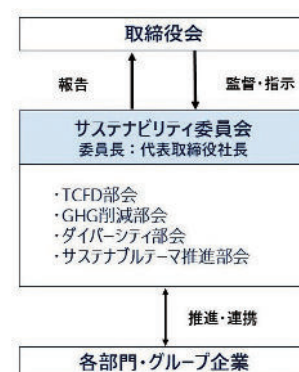 取締役会
報告
監督・指示
サステナビリティ委員会
委員長：代表取締役社長
・TCFD部会
・GHG削減部会
・ダイバーシティ部会
・サステナブルテーマ推進部会
推進・連携
各部門・グループ企業